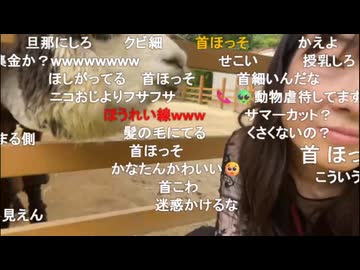 旦那にしろ クビ細 首ほっそ かえよ
集金か？wwwwwwwww せこい 授乳しろ
ほしがってる 首ほっそ 首細いんだな
ニコおじよりフサフサ 動物虐待してます
ほうれい線www ザマーカット？
まる側 髪の毛にてる くさくないの？
首ほっそ 首 ほっ
かなたんかわいい🥵 こういう
首こわ
見えん 迷惑かけるな